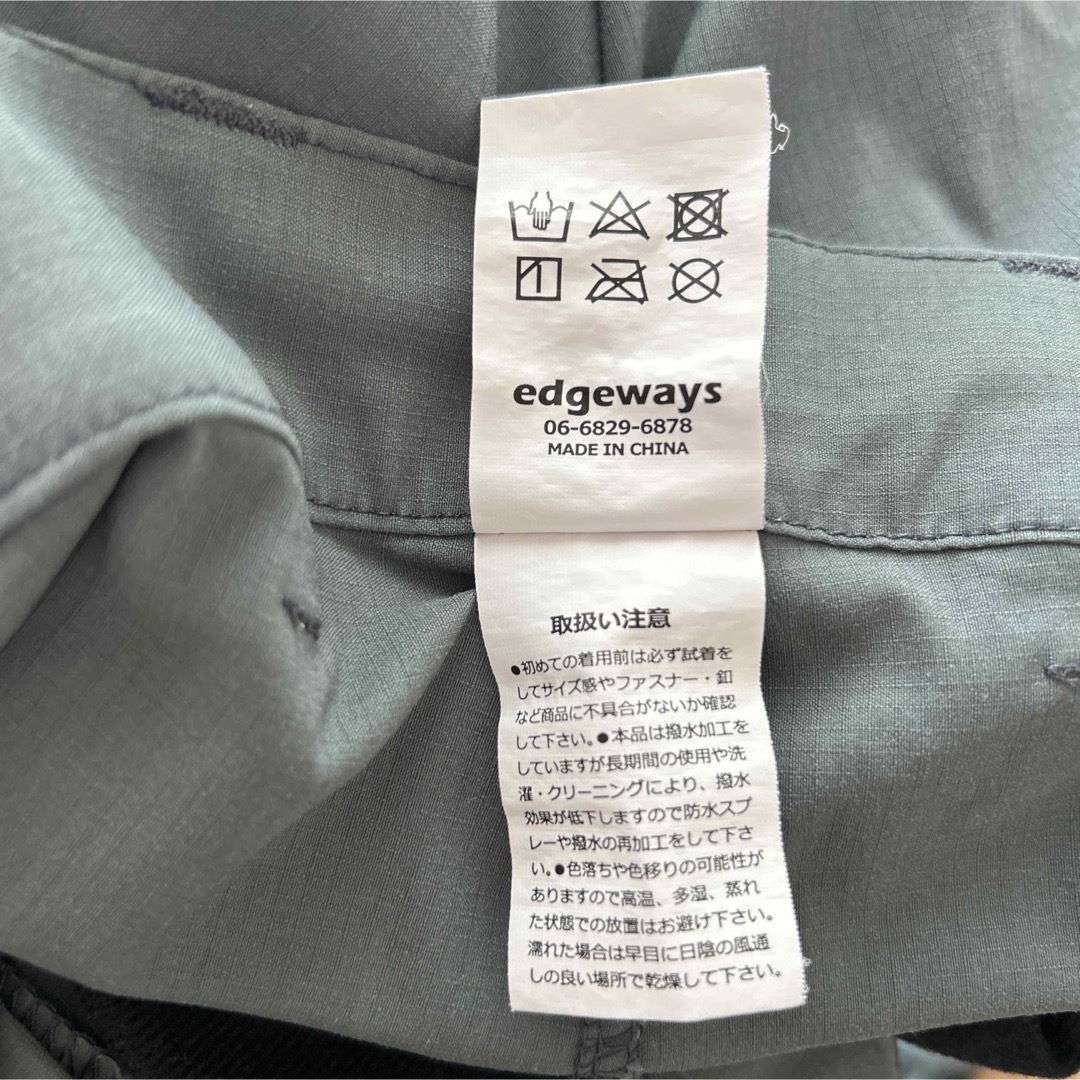 edgeways
06-6829-6878
MADE IN CHINA
取扱い注意
●初めての着用前は必ず試着を
してサイズ感やファスナー・釦
など商品に不具合がないか確認
して下さい。●本品は撥水加工を
していますが長期間の使用や洗
濯・クリーニングにより、撥水
効果が低下しますので防水スプ
レーや撥水の再加工をして下さ
い。●色落ちや色移りの可能性が
ありますので高温、多湿、蒸れ
た状態での放置はお避け下さい。
濡れた場合は早目に日陰の風通
しの良い場所で乾燥して下さい。